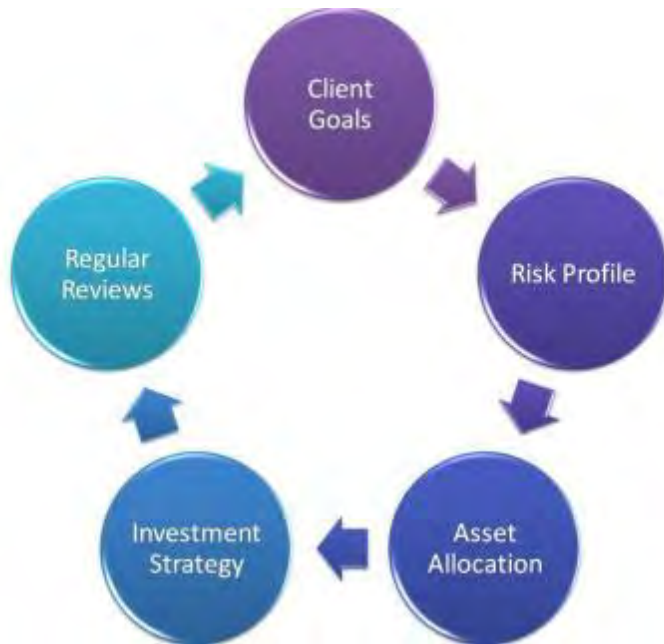 Client
Goals
Risk Profile
Asset
Allocation
Investment
Strategy
Regular
Reviews